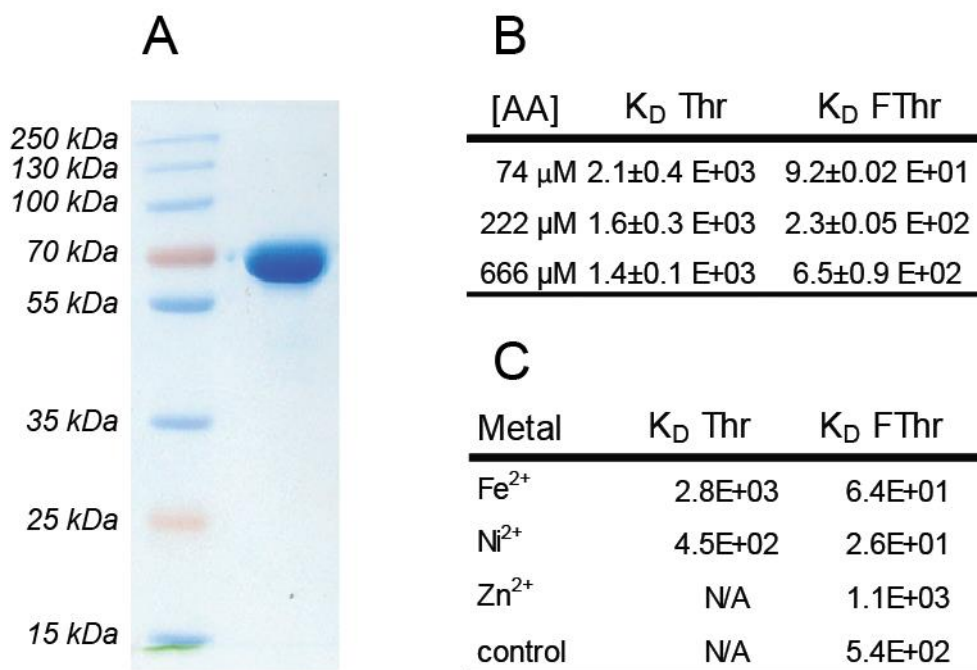 A
250 kDa
130 kDa
100 kDa
70 kDa
55 kDa
35 kDa
25 kDa
15 kDa
B
[AA] K_D Thr K_D FThr
74 μM 2.1±0.4 E+03 9.2±0.02 E+01
222 μM 1.6±0.3 E+03 2.3±0.05 E+02
666 μM 1.4±0.1 E+03 6.5±0.9 E+02
C
Metal K_D Thr K_D FThr
Fe²⁺ 2.8E+03 6.4E+01
Ni²⁺ 4.5E+02 2.6E+01
Zn²⁺ N/A 1.1E+03
control N/A 5.4E+02